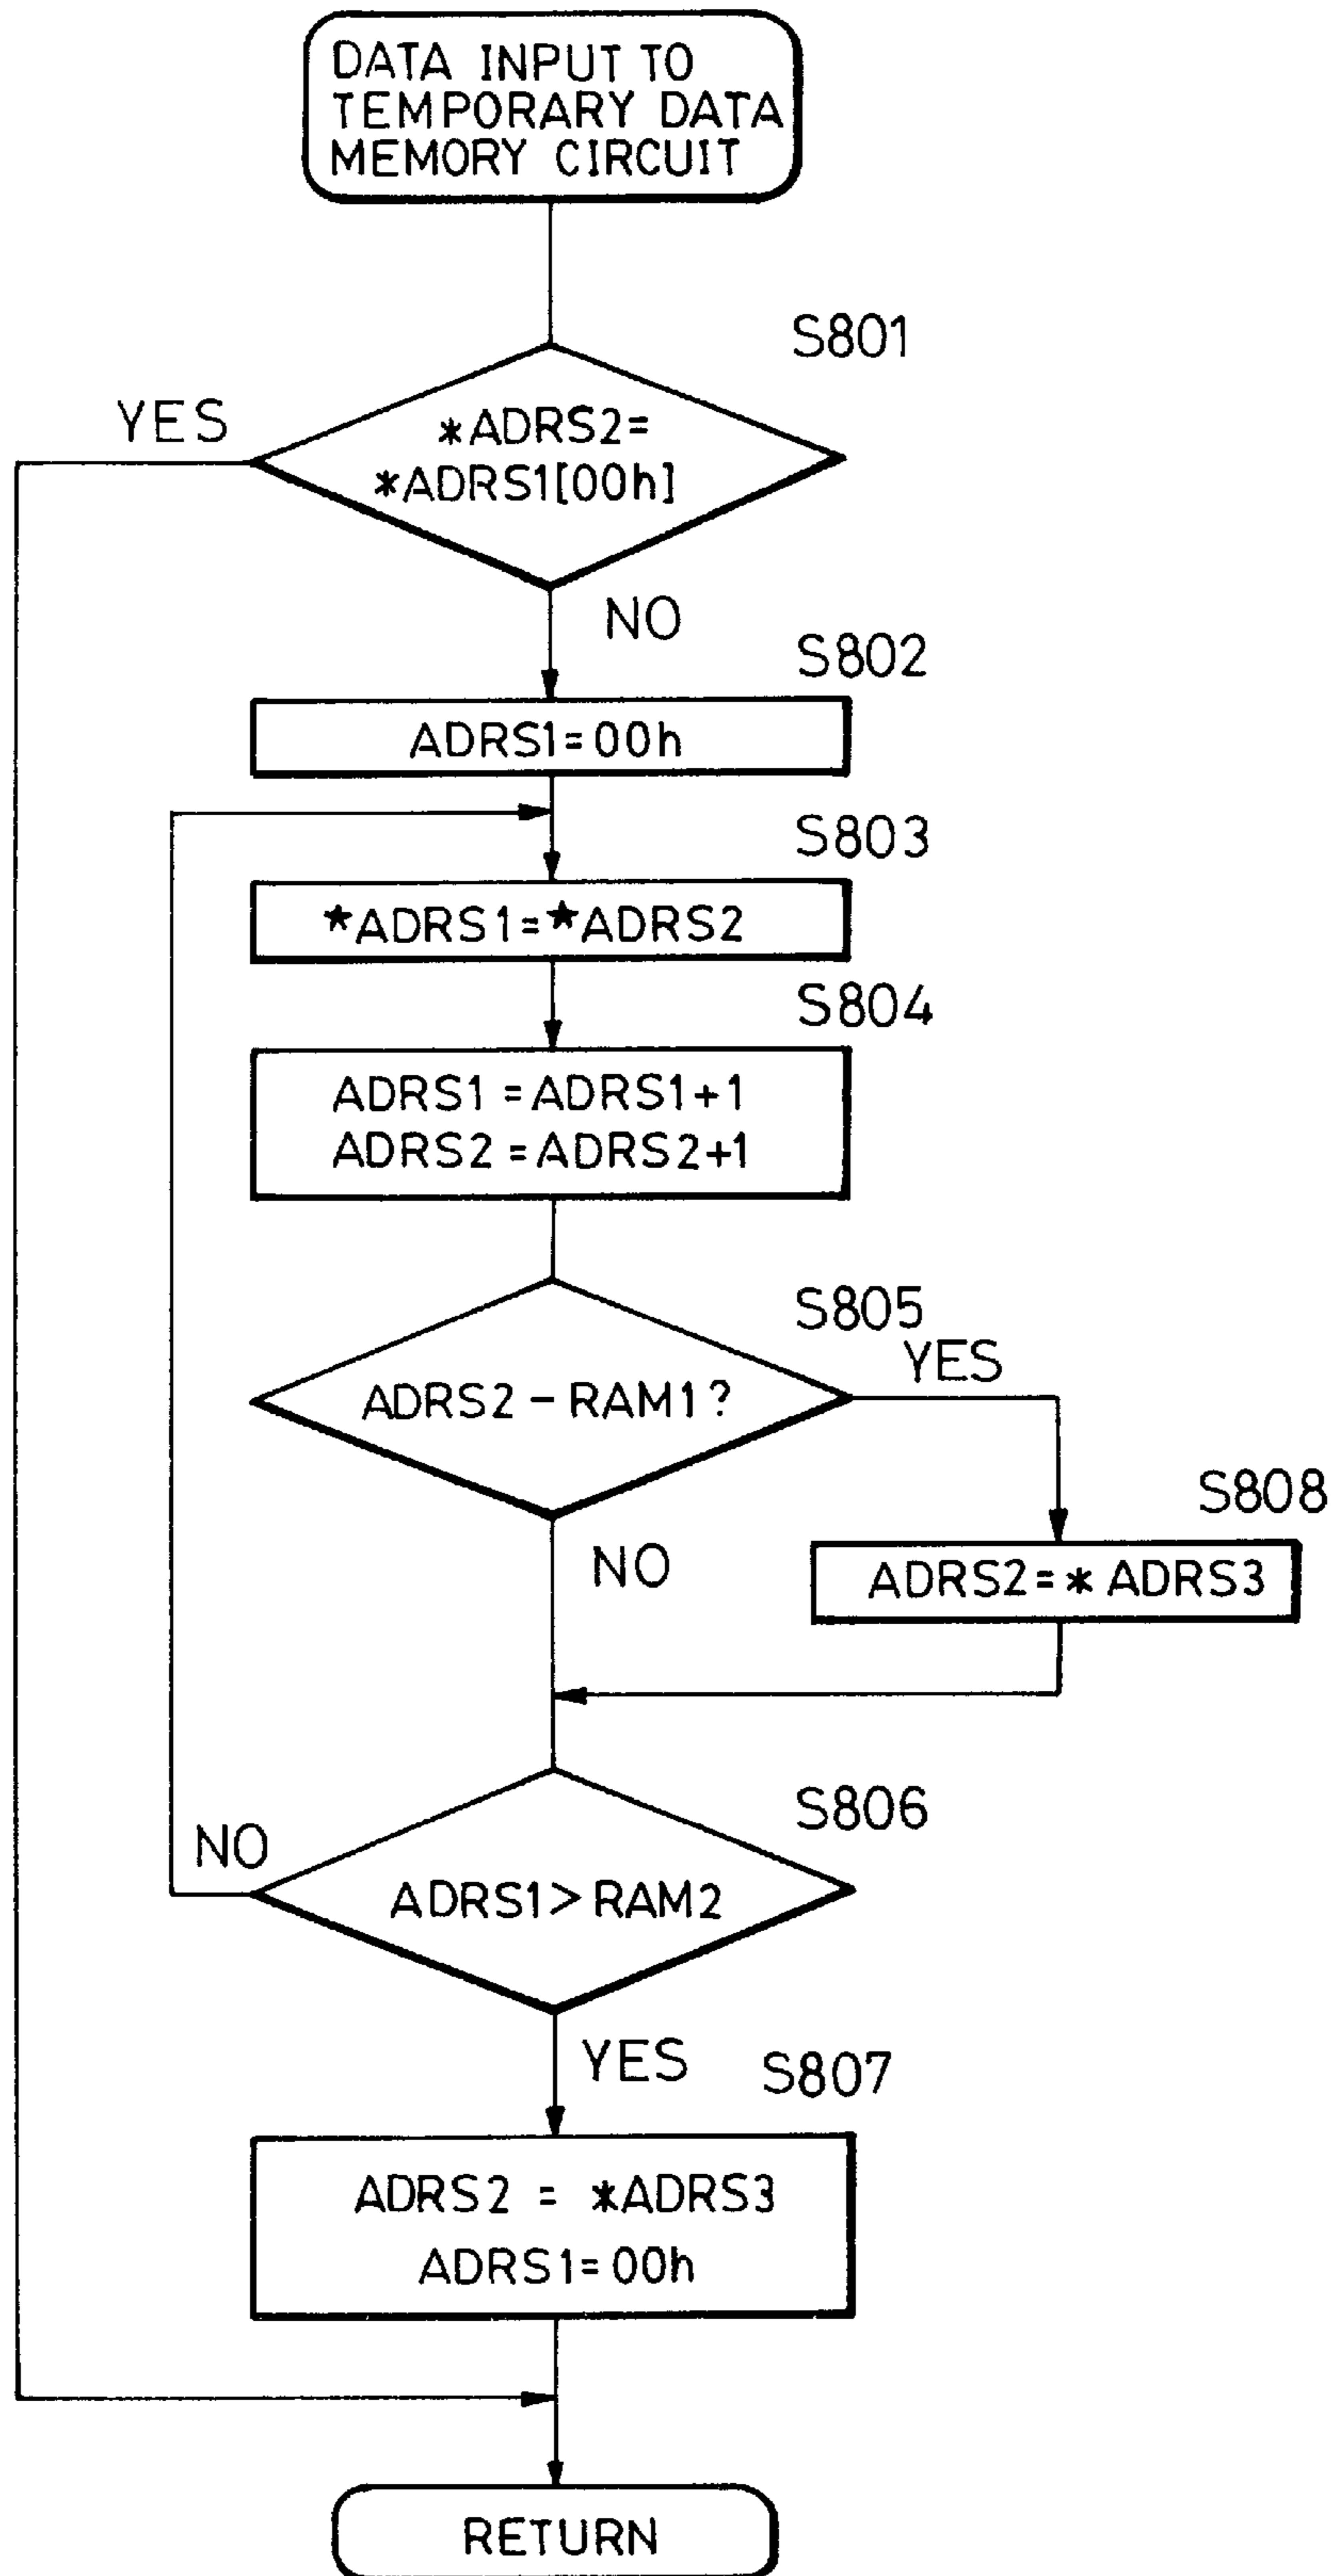 DATA INPUT TO
TEMPORARY DATA
MEMORY CIRCUIT
S801
YES
*ADRS2=
*ADRS1[00h]
NO
S802
ADRS1=00h
S803
★ADRS1=★ADRS2
S804
ADRS1=ADRS1+1
ADRS2=ADRS2+1
S805
YES
ADRS2-RAM1?
S808
NO
ADRS2=* ADRS3
S806
NO
ADRS1>RAM2
YES
S807
ADRS2 = *ADRS3
ADRS1=00h
RETURN